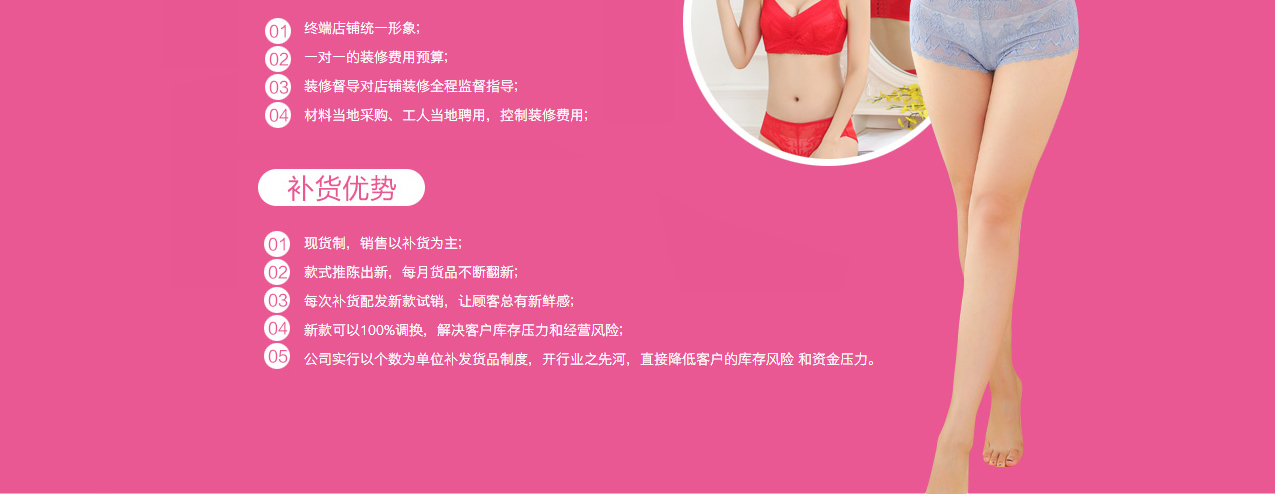 01 终端店铺统一形象;
02 一对一的装修费用预算;
03 装修督导对店铺装修全程监督指导;
04 材料当地采购、工人当地聘用，控制装修费用;
补货优势
01 现货制，销售以补货为主;
02 款式推陈出新，每月货品不断翻新;
03 每次补货配发新款试销，让顾客总有新鲜感;
04 新款可以100%调换，解决客户库存压力和经营风险;
05 公司实行以个数为单位补发货品制度，开行业之先河，直接降低客户的库存风险 和资金压力。